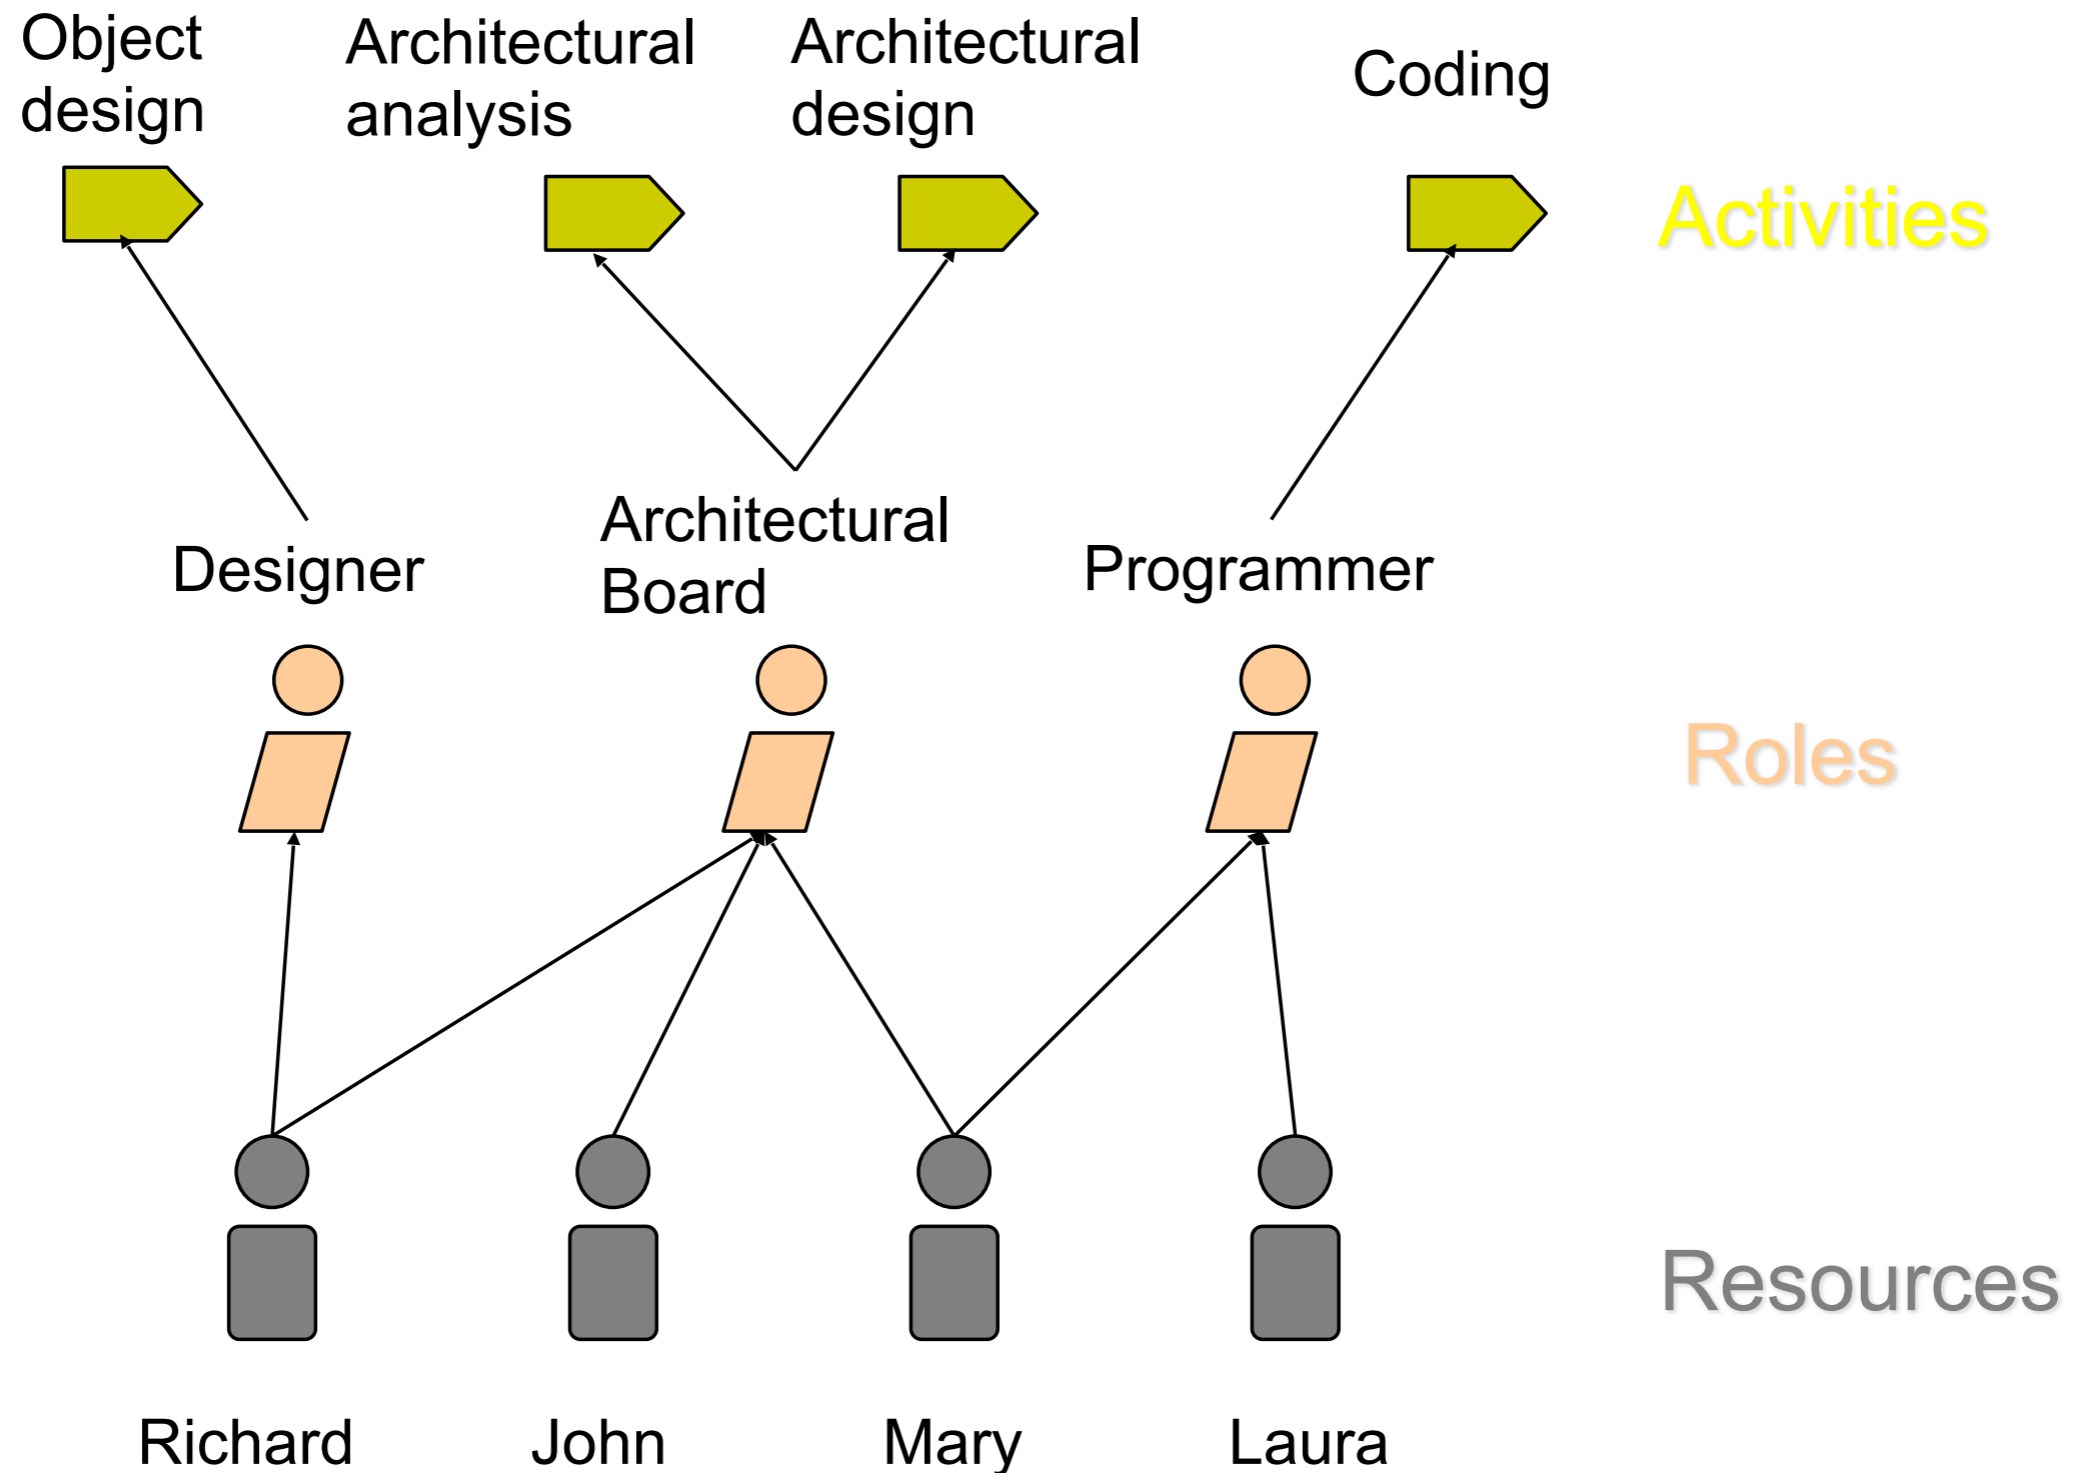 Object
design
Architectural
analysis
Architectural
design
Coding
Activities
Designer
Architectural
Board
Programmer
Roles
Resources
Richard
John
Mary
Laura